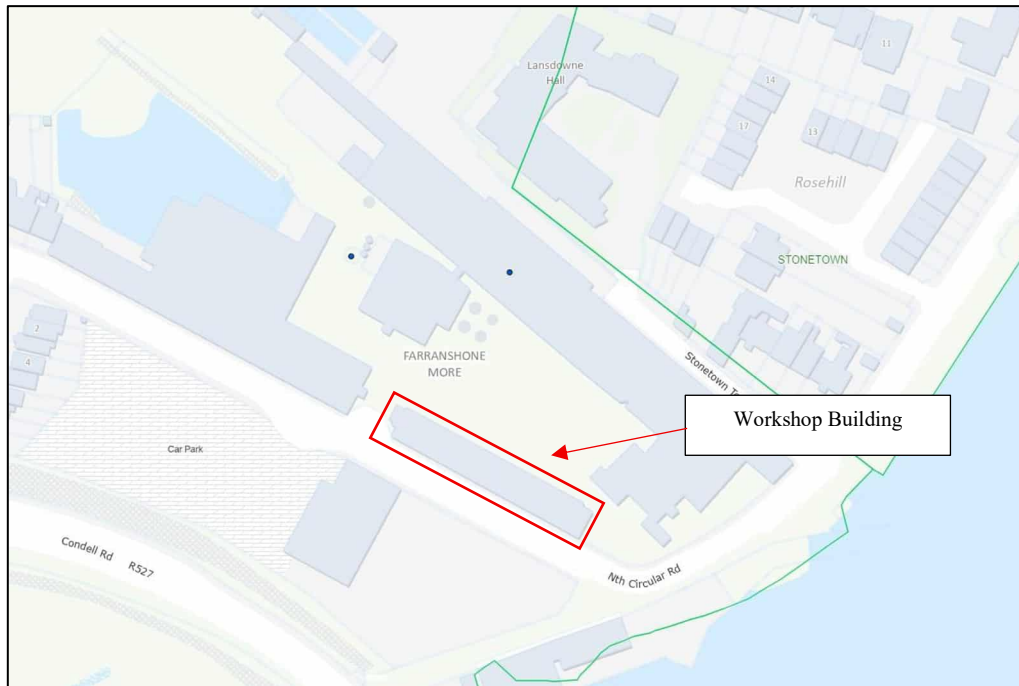 Lansdowne
Hall
11
14
17
13
Rosehill
STONETOWN
FARRANSHONE
MORE
2
4
Stonetown
Workshop Building
Car Park
Condell Rd R527
Nth Circular Rd